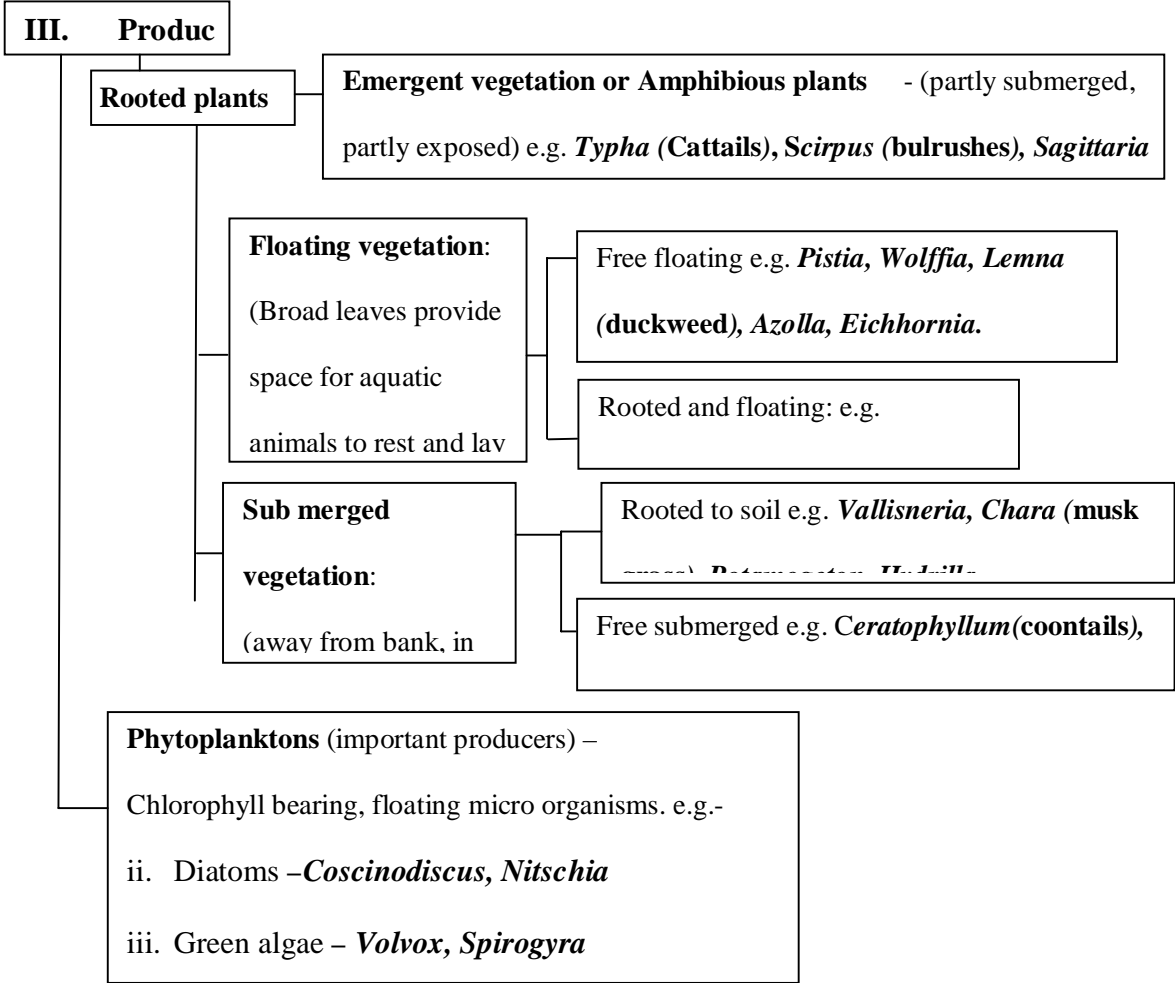 III. Produc
Rooted plants
Emergent vegetation or Amphibious plants - (partly submerged,
partly exposed) e.g. Typha (Cattails), Scirpus (bulrushes), Sagittaria
Floating vegetation:
(Broad leaves provide
space for aquatic
animals to rest and lay
Free floating e.g. Pistia, Wolffia, Lemna
(duckweed), Azolla, Eichhornia.
Rooted and floating: e.g.
Sub merged
vegetation:
(away from bank, in
Rooted to soil e.g. Vallisneria, Chara (musk
grass), Potamogeton, Hydrilla
Free submerged e.g. Ceratophyllum(coontails),
Phytoplanktons (important producers) –
Chlorophyll bearing, floating micro organisms. e.g.-
ii. Diatoms –Coscinodiscus, Nitschia
iii. Green algae – Volvox, Spirogyra